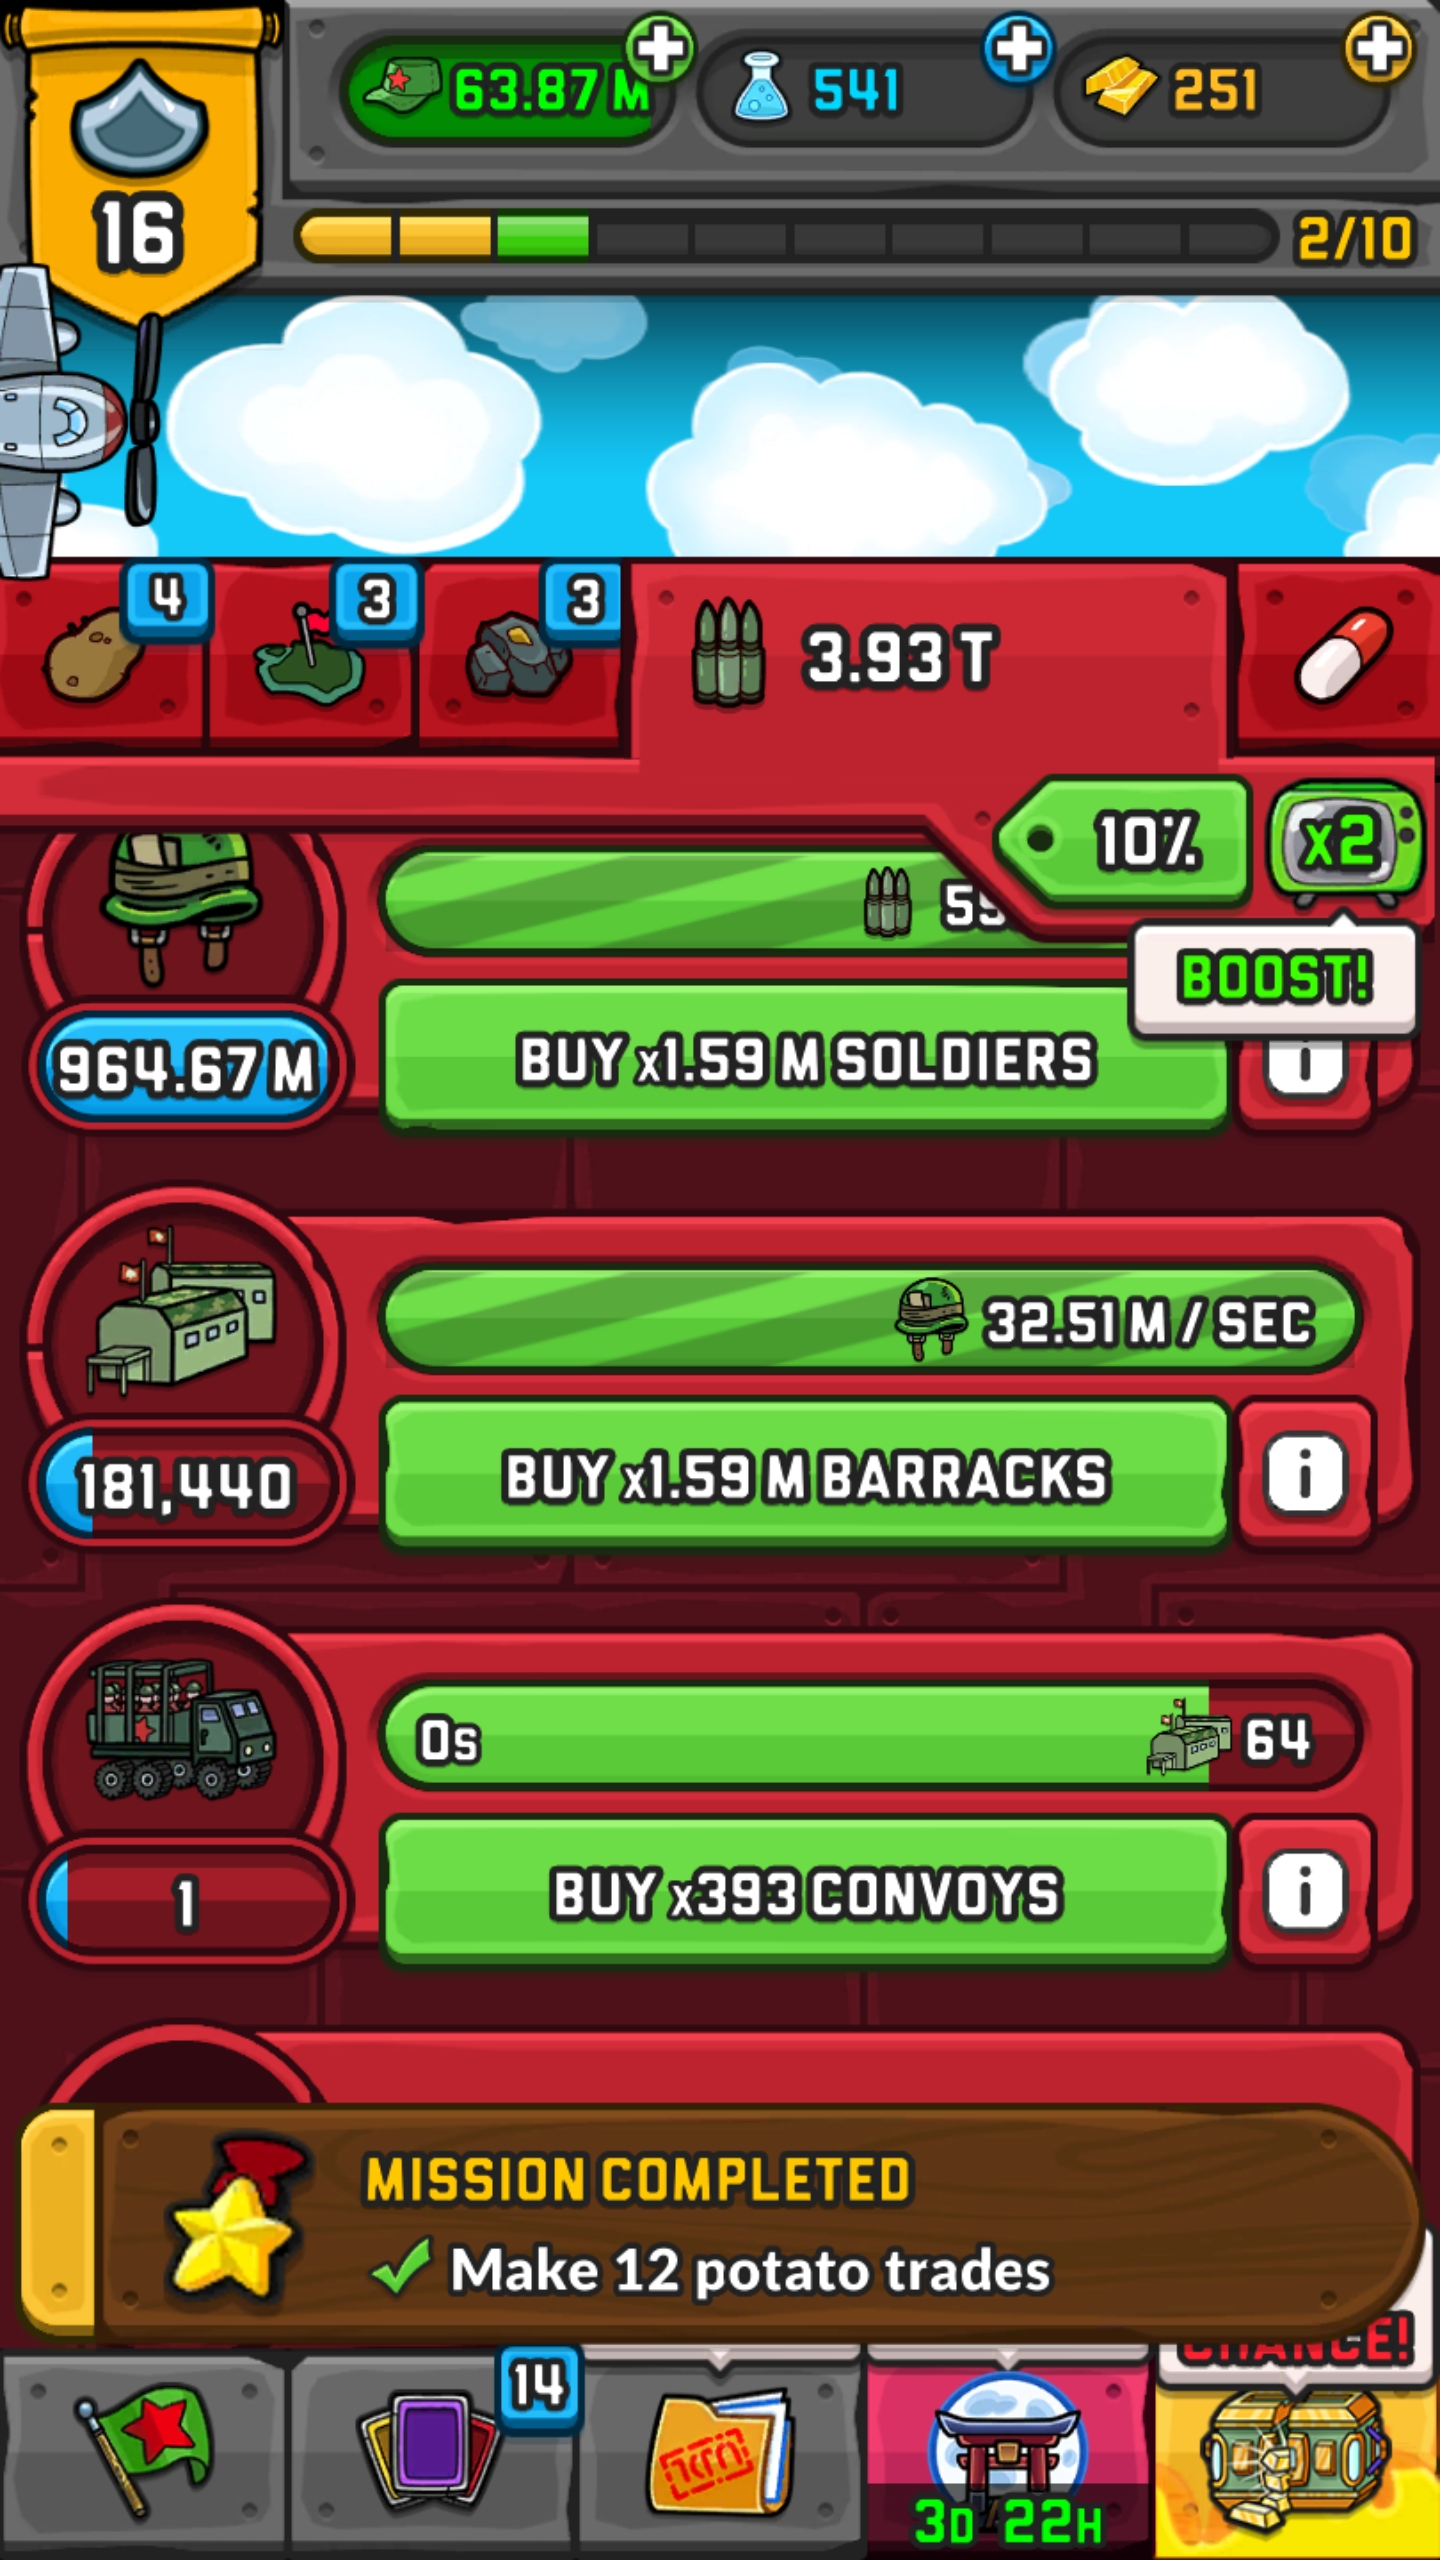 63.87 M
541
251
16
2/10
4
3
3
3.93 T
10%
x2
BOOST!
964.67 M
BUY x1.59 M SOLDIERS
32.51 M / SEC
181,440
BUY x1.59 M BARRACKS
0s
64
1
BUY x393 CONVOYS
MISSION COMPLETED
Make 12 potato trades
CHANCE!
14
3D 22H